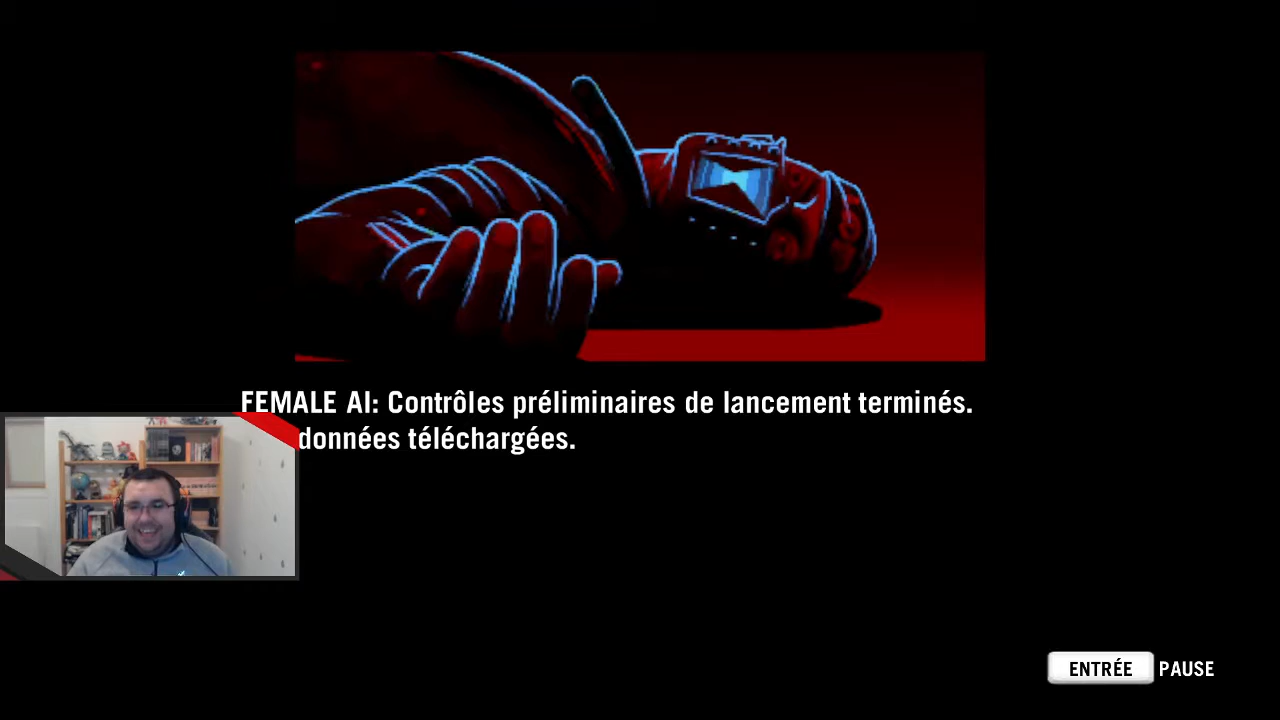 FEMALE AI: Contrôles préliminaires de lancement terminés.
données téléchargées.
ENTRÉE PAUSE